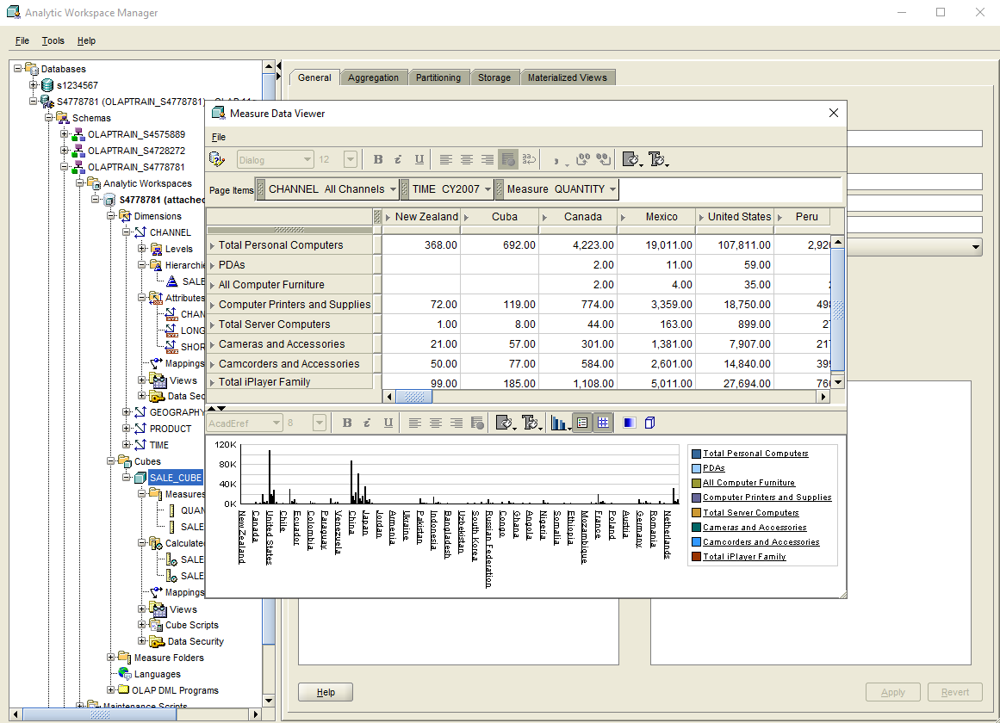 Analytic Workspace Manager
File Tools Help
Databases
s1234567
S4778781 (OLAPTRAIN_S4778781)
Schemas
OLAPTRAIN_S4575889
OLAPTRAIN_S4728272
OLAPTRAIN_S4778781
Analytic Workspaces
S4778781 (attached
Dimensions
CHANNEL
Levels
Hierarchie
SALE
Attributes
CHAN
LONG
SHOR
Mappings
Views
Data Sec
GEOGRAPHY
PRODUCT
TIME
Cubes
SALE_CUBE
Measures
QUAN
SALE
Calculate
SALE
SALE
Mappings
Views
Cube Scripts
Data Security
Measure Folders
Languages
OLAP DML Programs
Maintenance Scripts
General Aggregation Partitioning Storage Materialized Views
Measure Data Viewer
File
Dialog 12 B i U
Page Items CHANNEL All Channels TIME CY2007 Measure QUANTITY
New Zealand Cuba Canada Mexico United States Peru
Total Personal Computers 368.00 692.00 4,223.00 19,011.00 107,811.00 2,92
PDAs 2.00 11.00 59.00
All Computer Furniture 2.00 4.00 35.00
Computer Printers and Supplies 72.00 119.00 774.00 3,359.00 18,750.00 49
Total Server Computers 1.00 8.00 44.00 163.00 899.00 2
Cameras and Accessories 21.00 57.00 301.00 1,381.00 7,907.00 21
Camcorders and Accessories 50.00 77.00 584.00 2,601.00 14,840.00 39
Total iPlayer Family 99.00 185.00 1,108.00 5,011.00 27,694.00 76
AcadEref 8 B i U
120K
80K
40K
0K
New Zealand
Canada
United States
Chile
Ecuador
Colombia
Paraguay
Venezuela
China
Japan
Jordan
Armenia
Ukraine
Pakistan
Indonesia
Bangladesh
Uzbekistan
South Korea
Russian Federation
Congo
Ghana
Angola
Nigeria
Somalia
Ethiopia
Mozambique
France
Poland
Austria
Germany
Romania
Netherlands
Total Personal Computers
PDAs
All Computer Furniture
Computer Printers and Supplies
Total Server Computers
Cameras and Accessories
Camcorders and Accessories
Total iPlayer Family
Help Apply Revert